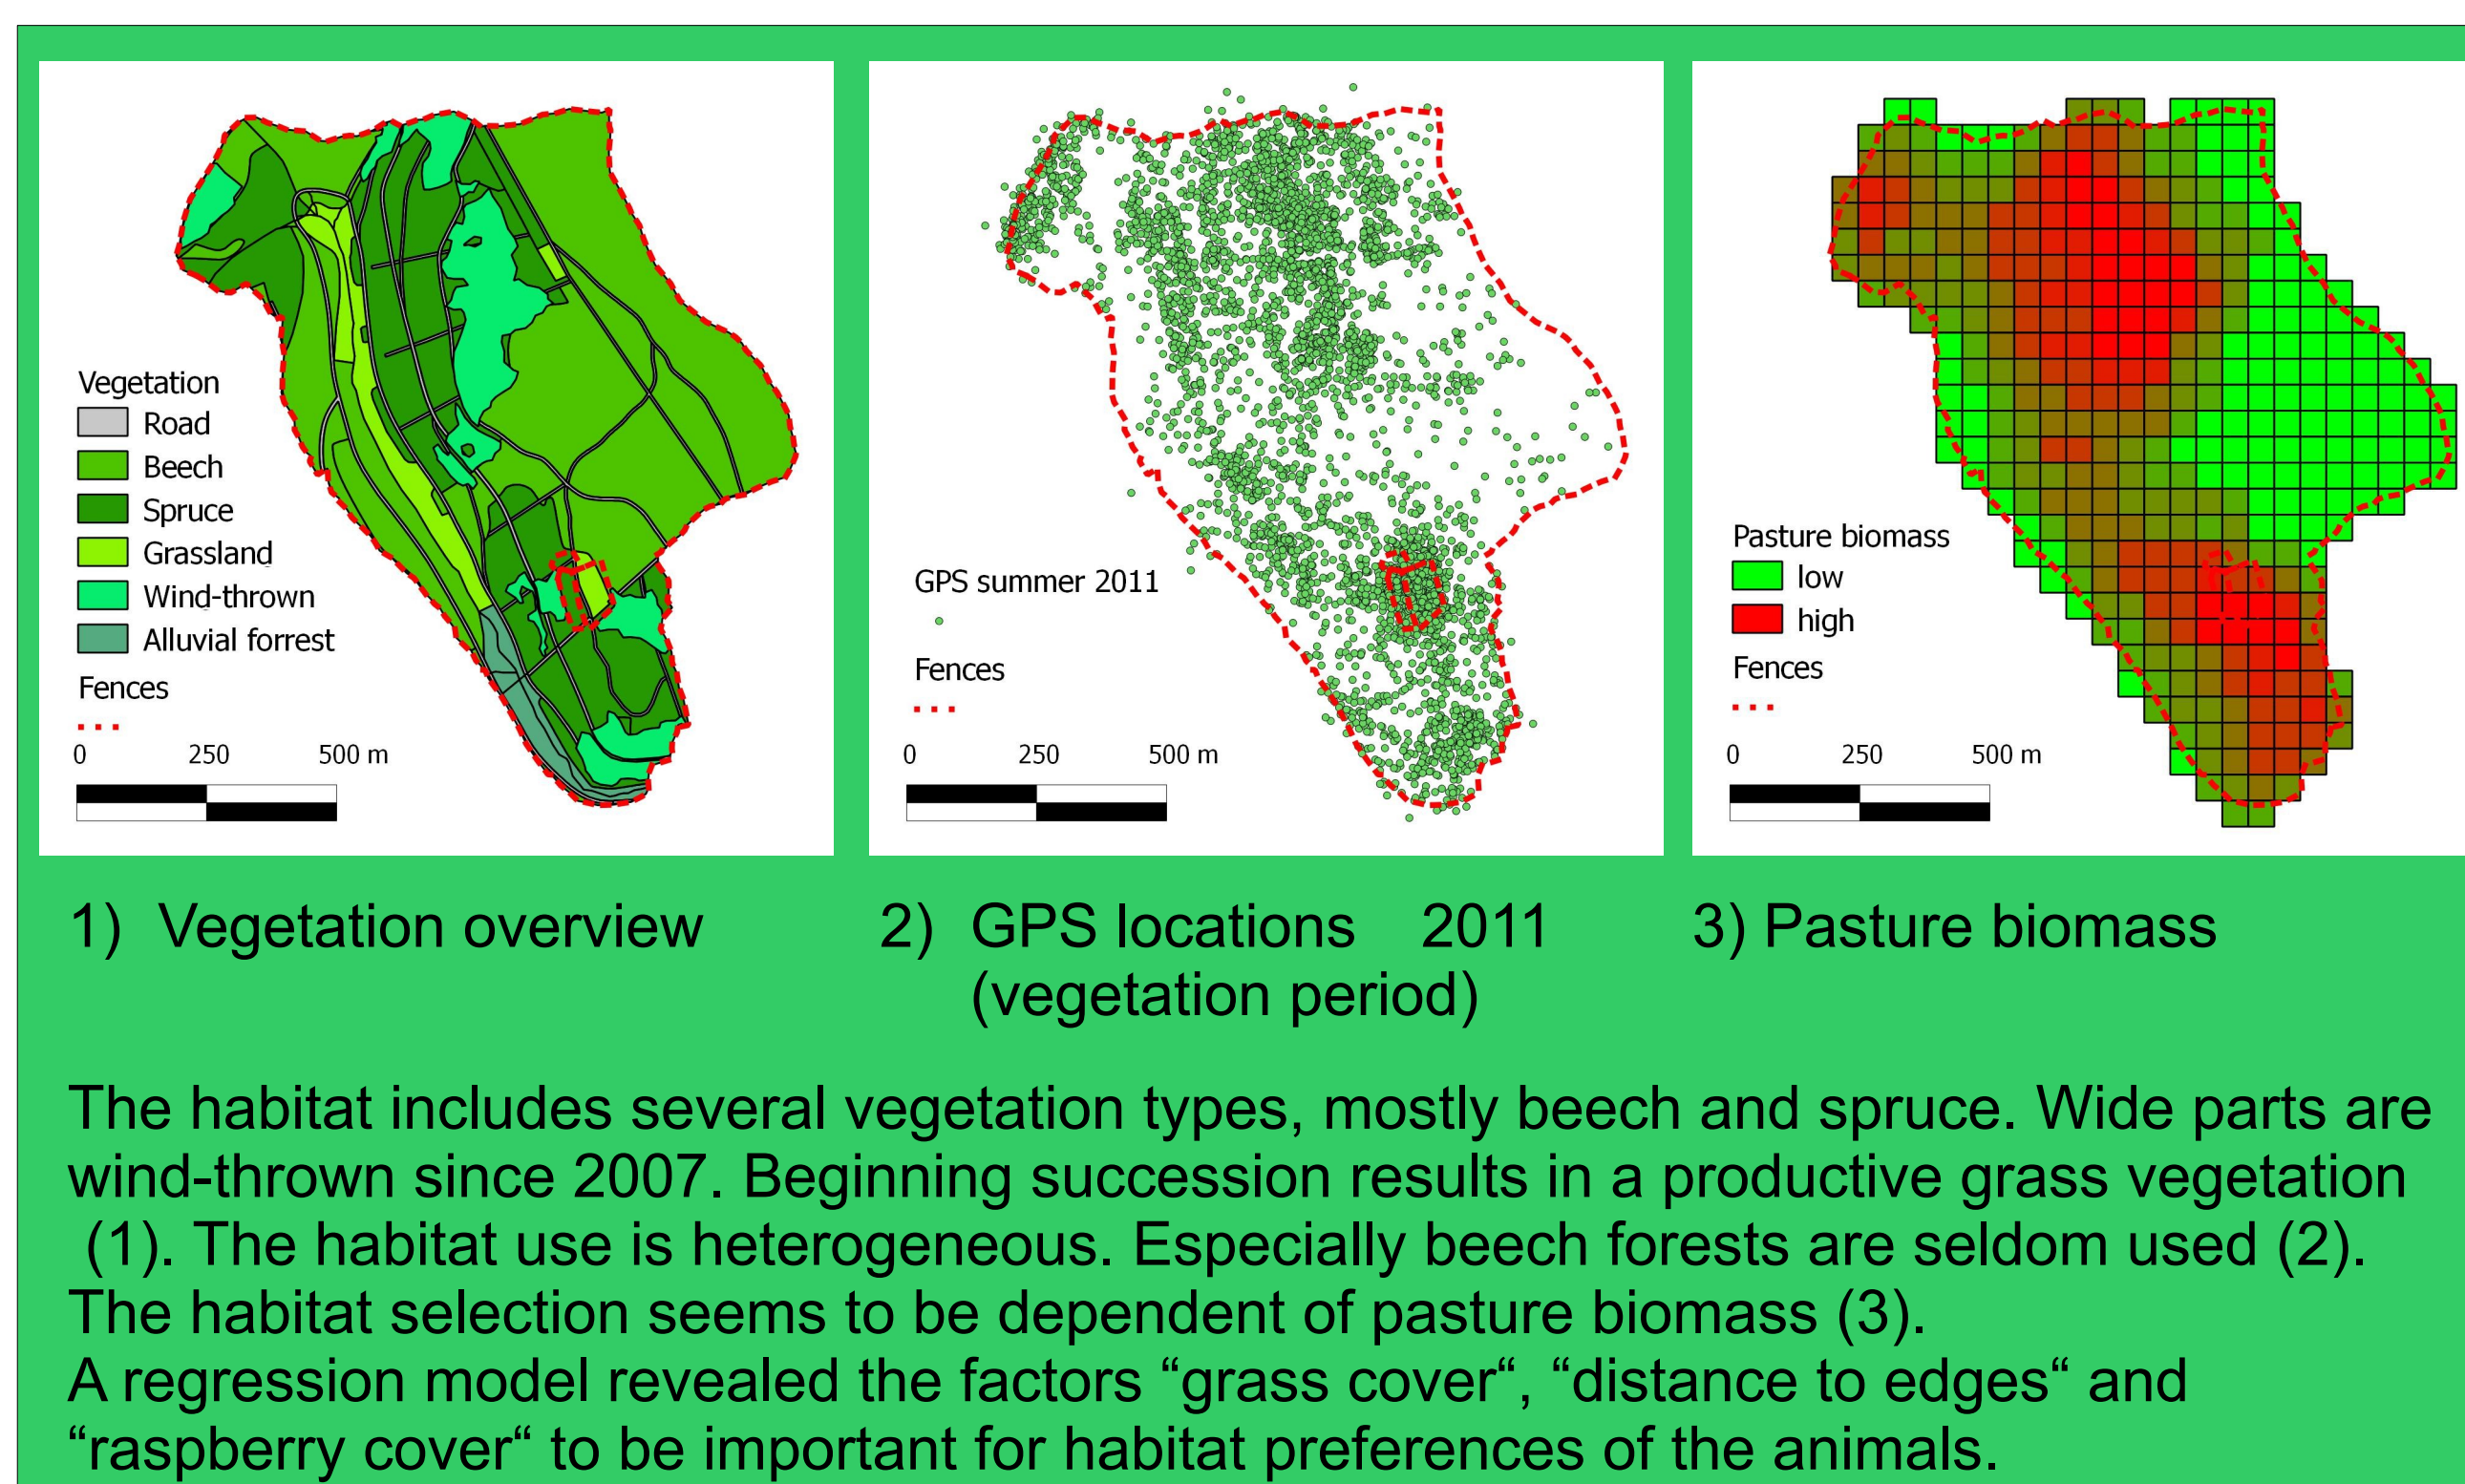 Vegetation
Road
Beech
Spruce
Grassland
Wind-thrown
Alluvial forrest
Fences
0 250 500 m
GPS summer 2011
Fences
0 250 500 m
Pasture biomass
low
high
Fences
0 250 500 m
1) Vegetation overview
2) GPS locations 2011
(vegetation period)
3) Pasture biomass
The habitat includes several vegetation types, mostly beech and spruce. Wide parts are
wind-thrown since 2007. Beginning succession results in a productive grass vegetation
(1). The habitat use is heterogeneous. Especially beech forests are seldom used (2).
The habitat selection seems to be dependent of pasture biomass (3).
A regression model revealed the factors “grass cover“, “distance to edges“ and
“raspberry cover“ to be important for habitat preferences of the animals.